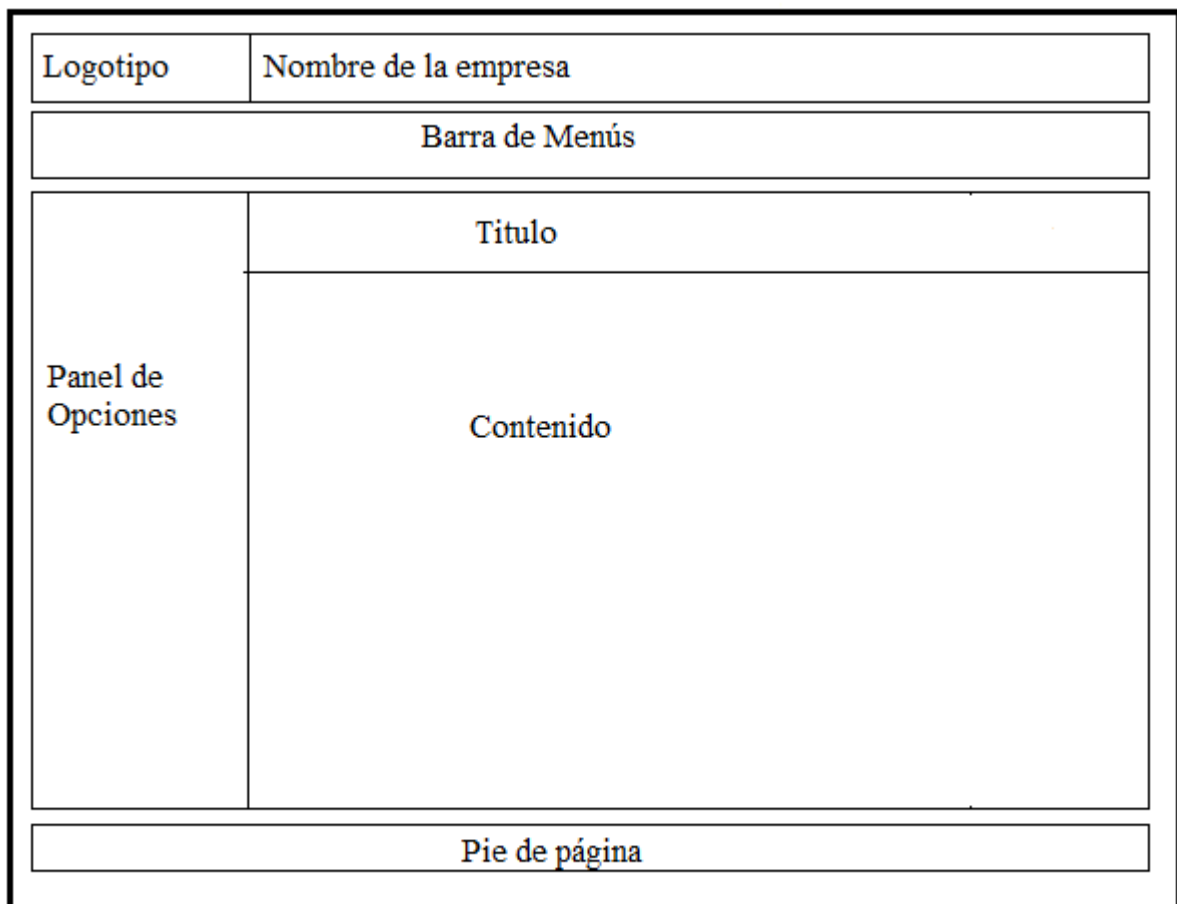 Logotipo
Nombre de la empresa
Barra de Menús
Titulo
Panel de
Opciones
Contenido
Pie de página